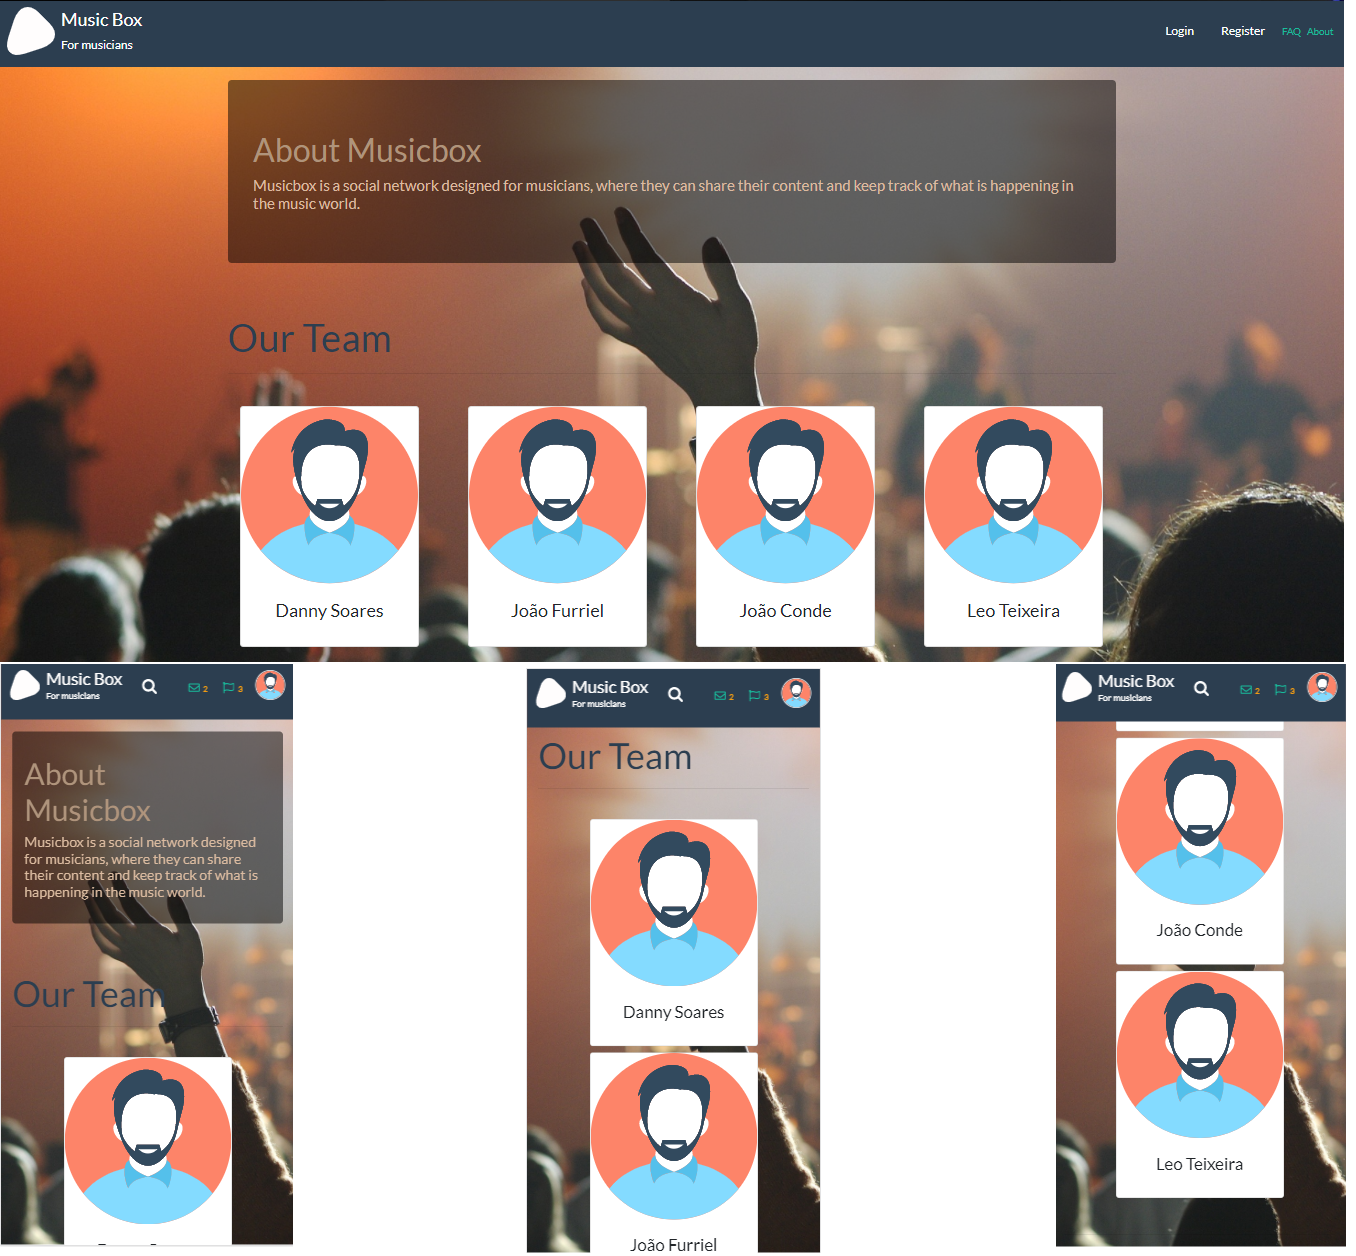 Music Box
For musicians
Login Register FAQ About
About Musicbox
Musicbox is a social network designed for musicians, where they can share their content and keep track of what is happening in
the music world.
Our Team
Danny Soares João Furriel João Conde Leo Teixeira
Music Box
For musicians
2 3
About
Musicbox
Musicbox is a social network designed
for musicians, where they can share
their content and keep track of what is
happening in the music world.
Our Team
Music Box
For musicians
2 3
Our Team
Danny Soares
João Furriel
Music Box
For musicians
2 3
João Conde
Leo Teixeira